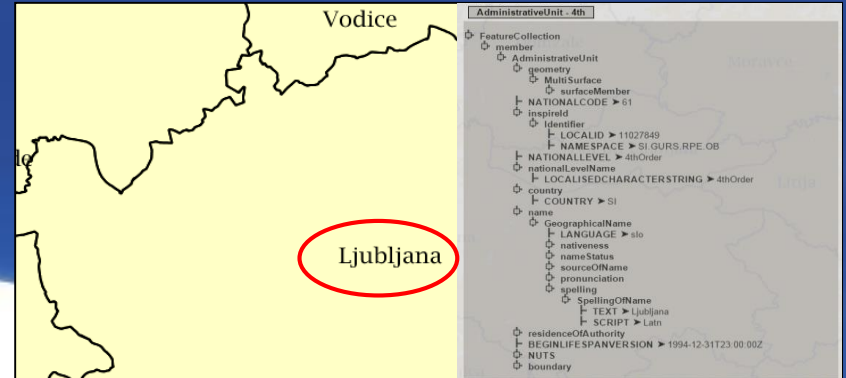 Vodice
Ljubljana
AdministrativeUnit - 4th
FeatureCollection
member
AdministrativeUnit
geometry
MultiSurface
surfaceMember
NATIONALCODE ➤ 61
inspireId
Identifier
LOCALID ➤ 11027849
NAMESPACE ➤ SI.GURS.RPE.OB
NATIONALLEVEL ➤ 4thOrder
nationalLevelName
LOCALISEDCHARACTERSTRING ➤ 4thOrder
country
COUNTRY ➤ SI
name
GeographicalName
LANGUAGE ➤ slo
nativeness
nameStatus
sourceOfName
pronunciation
spelling
SpellingOfName
TEXT ➤ Ljubljana
SCRIPT ➤ Latn
residenceOfAuthority
BEGINLIFESPANVERSION ➤ 1994-12-31T23:00:00Z
NUTS
boundary